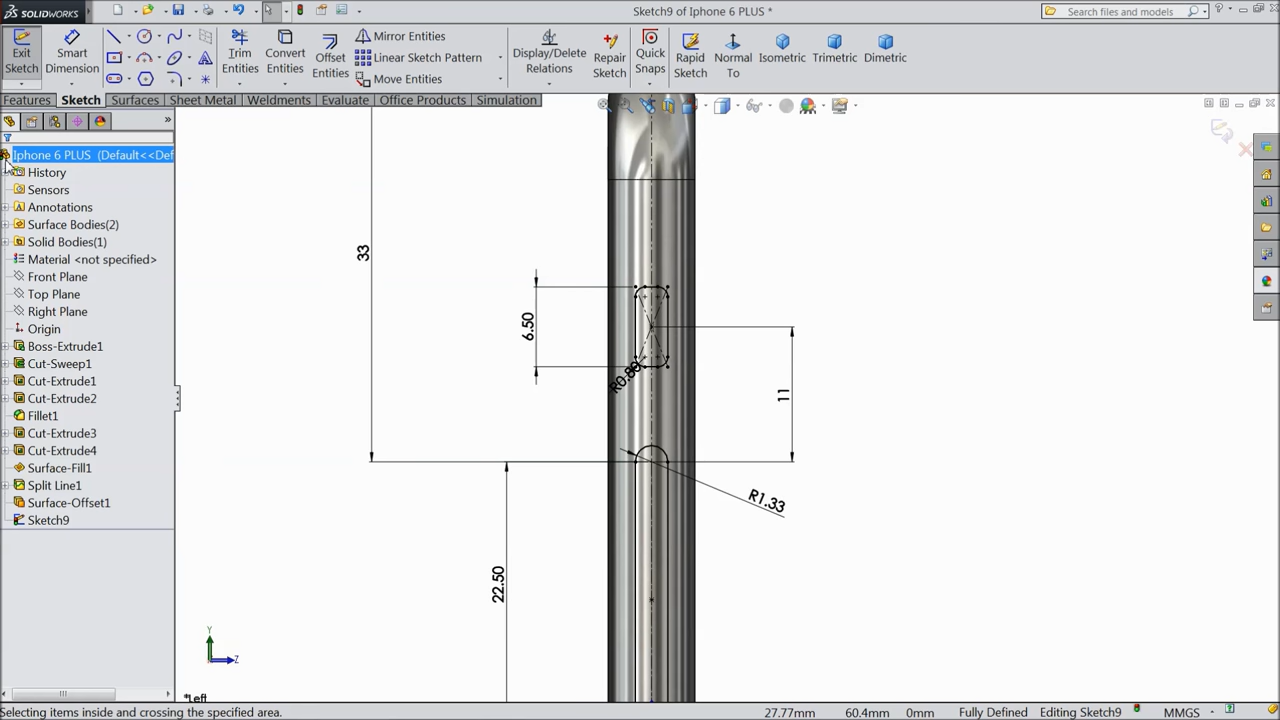 SOLIDWORKS
Sketch9 of Iphone 6 PLUS *
Search files and models
Exit Sketch
Smart Dimension
Trim Entities
Convert Entities
Offset Entities
Mirror Entities
Linear Sketch Pattern
Move Entities
Display/Delete Relations
Repair Sketch
Quick Snaps
Rapid Sketch
Normal To
Isometric
Trimetric
Dimetric
Features
Sketch
Surfaces
Sheet Metal
Weldments
Evaluate
Office Products
Simulation
Iphone 6 PLUS (Default<<Def
History
Sensors
Annotations
Surface Bodies(2)
Solid Bodies(1)
Material <not specified>
Front Plane
Top Plane
Right Plane
Origin
Boss-Extrude1
Cut-Sweep1
Cut-Extrude1
Cut-Extrude2
Fillet1
Cut-Extrude3
Cut-Extrude4
Surface-Fill1
Split Line1
Surface-Offset1
Sketch9
33
6.50
R0.80
11
R1.33
22.50
Y
Z
*Left
Selecting items inside and crossing the specified area.
27.77mm
60.4mm
0mm
Fully Defined
Editing Sketch9
MMGS